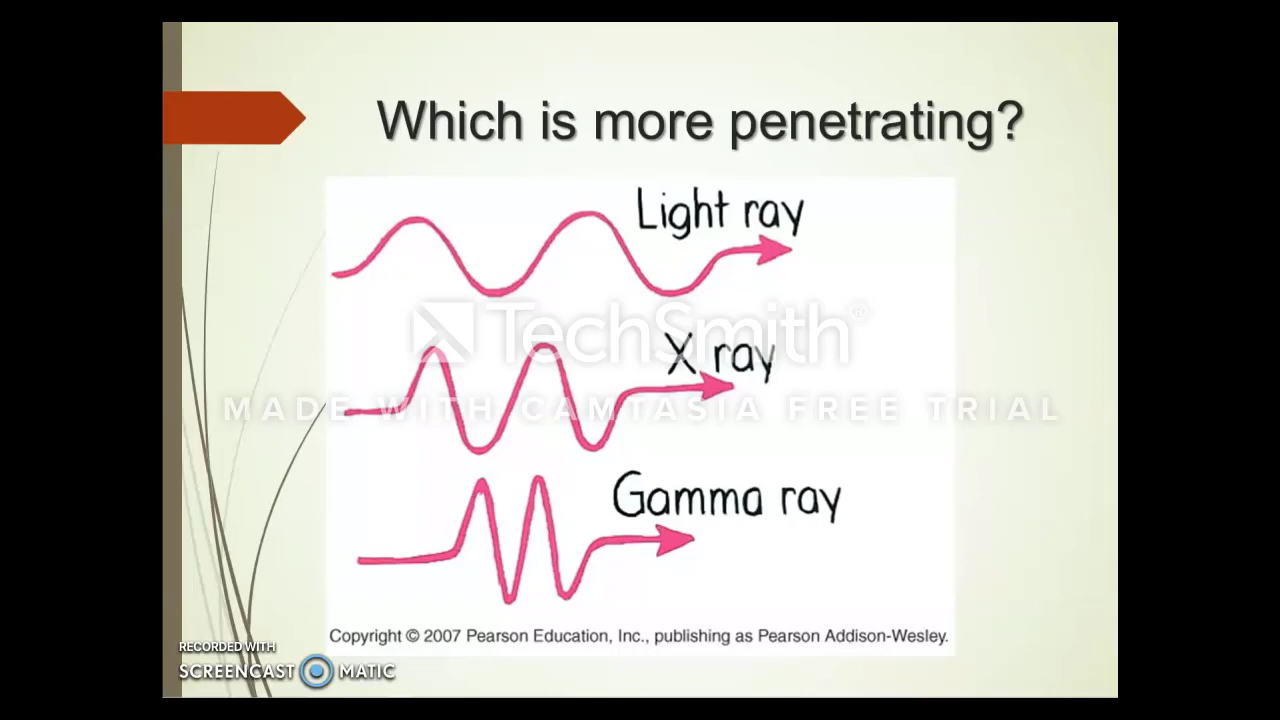 Which is more penetrating?
Light ray
TechSmith®
X ray
MADE WITH CAMTASIA FREE TRIAL
Gamma ray
Copyright © 2007 Pearson Education, Inc., publishing as Pearson Addison-Wesley.
RECORDED WITH
SCREENCAST MATIC